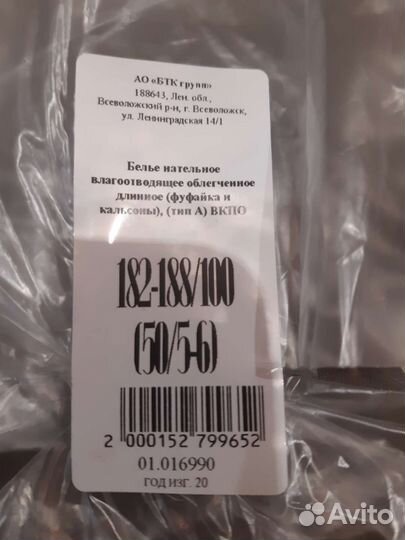 АО «БТК групп»
188643, Лен. обл.,
Всеволожский р-н, г. Всеволожск,
ул. Ленинградская 14/1
Белье нательное
влагоотводящее облегченное
длинное (фуфайка и
кальсоны), (тип А) ВКПО
182-188/100
(50/5-6)
2 000152 799652
01.016990
ГОД ИЗГ. 20
Avito